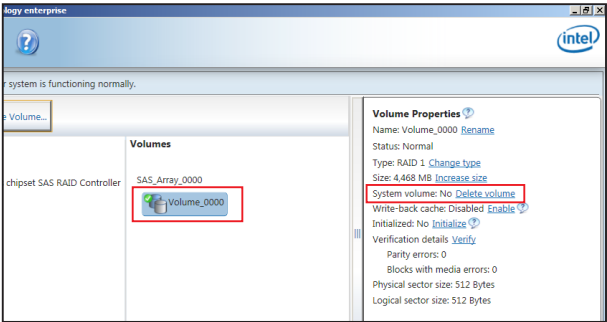 logy enterprise
?
intel
r system is functioning normally.
e Volume...
Volumes
chipset SAS RAID Controller
SAS_Array_0000
Volume_0000
Volume Properties ?
Name: Volume_0000 Rename
Status: Normal
Type: RAID 1 Change type
Size: 4,468 MB Increase size
System volume: No Delete volume
Write-back cache: Disabled Enable ?
Initialized: No Initialize ?
Verification details Verify
Parity errors: 0
Blocks with media errors: 0
Physical sector size: 512 Bytes
Logical sector size: 512 Bytes